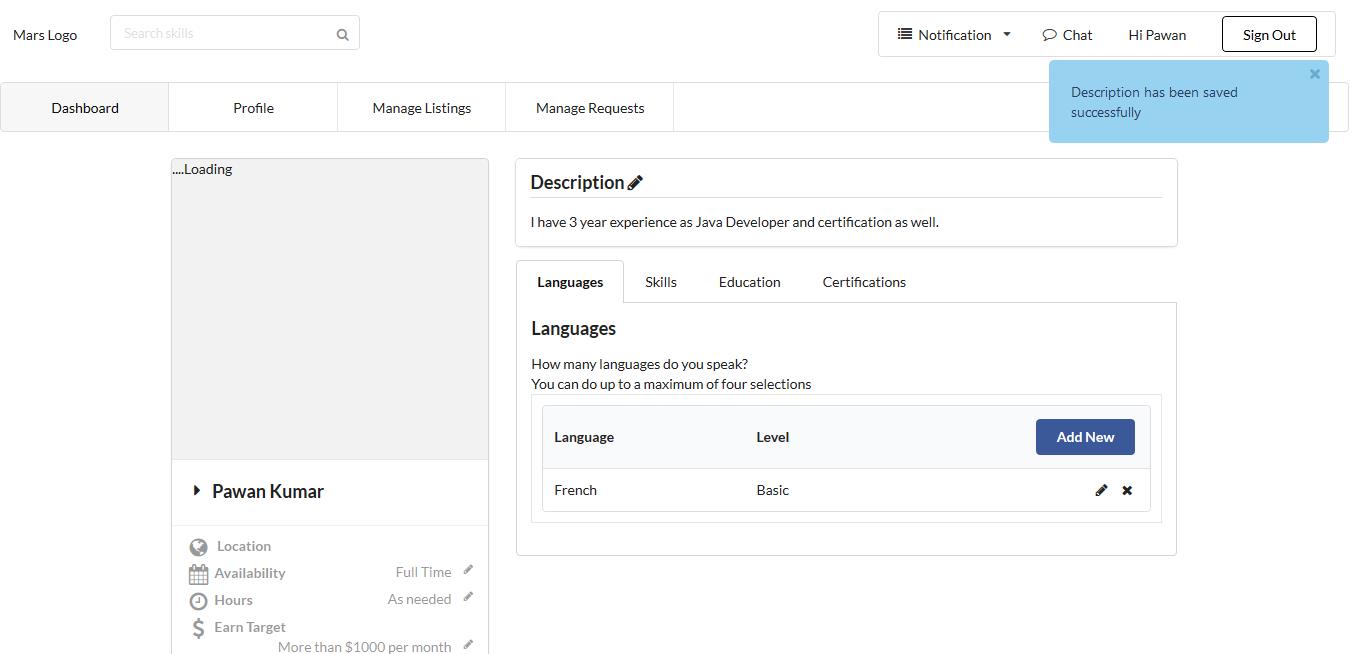 Mars Logo
Search skills
Notification
Chat
Hi Pawan
Sign Out
Description has been saved
successfully
Dashboard
Profile
Manage Listings
Manage Requests
....Loading
Description
I have 3 year experience as Java Developer and certification as well.
Languages
Skills
Education
Certifications
Languages
How many languages do you speak?
You can do up to a maximum of four selections
Language
Level
Add New
French
Basic
Pawan Kumar
Location
Availability
Full Time
Hours
As needed
Earn Target
More than $1000 per month